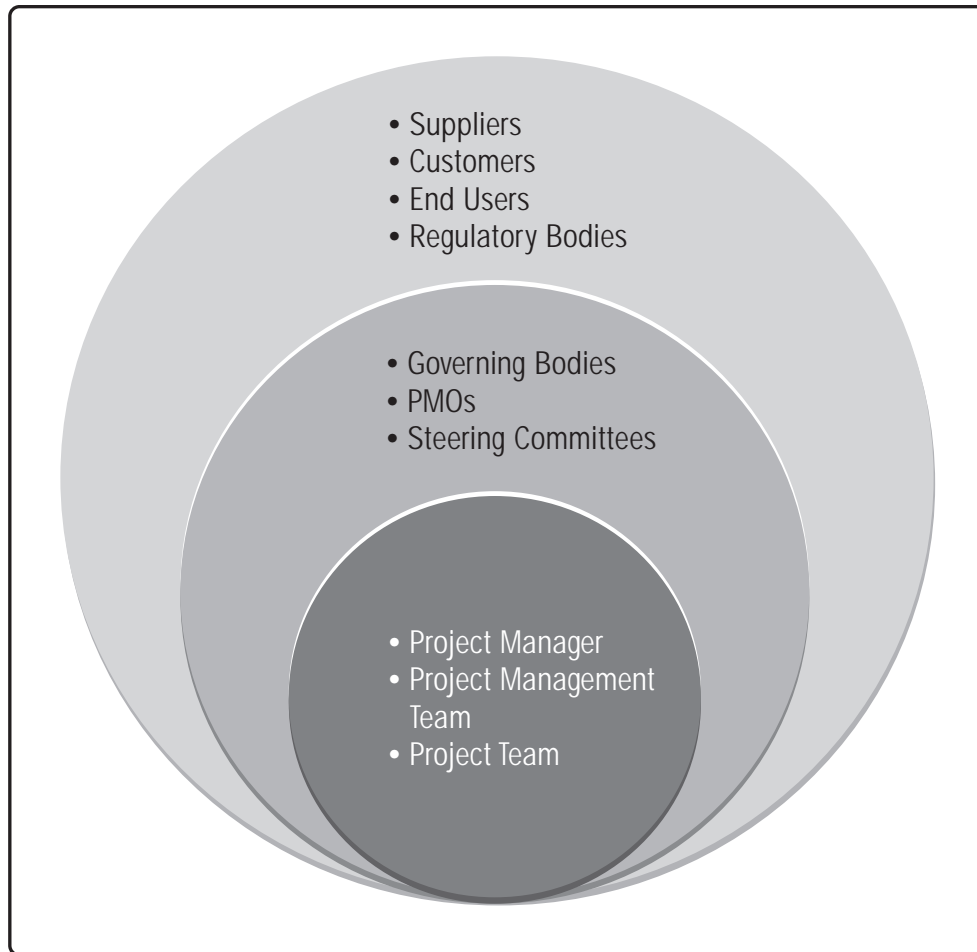 • Suppliers
• Customers
• End Users
• Regulatory Bodies
• Governing Bodies
• PMOs
• Steering Committees
• Project Manager
• Project Management
Team
• Project Team